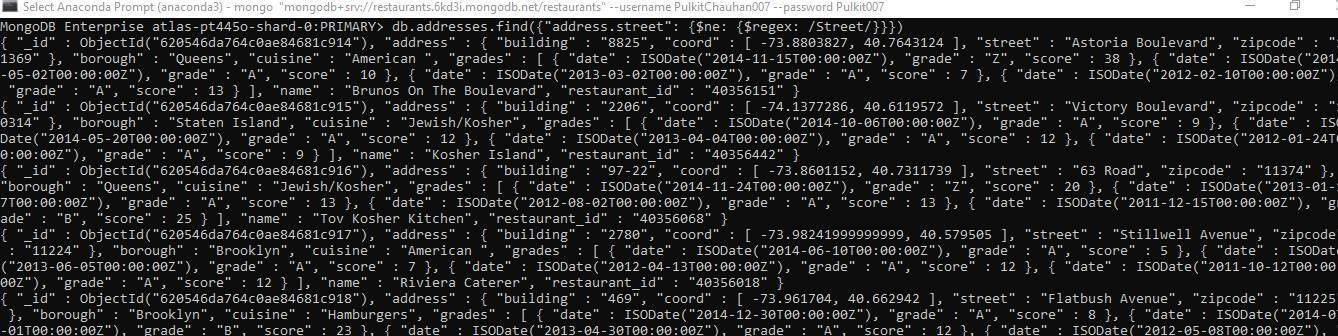 Select Anaconda Prompt (anaconda3) - mongo "mongodb+srv://restaurants.6kd3i.mongodb.net/restaurants" --username PulkitChauhan007 --password Pulkit007
MongoDB Enterprise atlas-pt445o-shard-0:PRIMARY> db.addresses.find({"address.street": {$ne: {$regex: /Street/}}})
{ "_id" : ObjectId("620546da764c0ae84681c914"), "address" : { "building" : "8825", "coord" : [ -73.8803827, 40.7643124 ], "street" : "Astoria Boulevard", "zipcode" : "
1369" }, "borough" : "Queens", "cuisine" : "American ", "grades" : [ { "date" : ISODate("2014-11-15T00:00:00Z"), "grade" : "Z", "score" : 38 }, { "date" : ISODate("2014
-05-02T00:00:00Z"), "grade" : "A", "score" : 10 }, { "date" : ISODate("2013-03-02T00:00:00Z"), "grade" : "A", "score" : 7 }, { "date" : ISODate("2012-02-10T00:00:00Z")
, "grade" : "A", "score" : 13 } ], "name" : "Brunos On The Boulevard", "restaurant_id" : "40356151" }
{ "_id" : ObjectId("620546da764c0ae84681c915"), "address" : { "building" : "2206", "coord" : [ -74.1377286, 40.6119572 ], "street" : "Victory Boulevard", "zipcode" : "
0314" }, "borough" : "Staten Island", "cuisine" : "Jewish/Kosher", "grades" : [ { "date" : ISODate("2014-10-06T00:00:00Z"), "grade" : "A", "score" : 9 }, { "date" : ISO
Date("2014-05-20T00:00:00Z"), "grade" : "A", "score" : 12 }, { "date" : ISODate("2013-04-04T00:00:00Z"), "grade" : "A", "score" : 12 }, { "date" : ISODate("2012-01-24T0
0:00:00Z"), "grade" : "A", "score" : 9 } ], "name" : "Kosher Island", "restaurant_id" : "40356442" }
{ "_id" : ObjectId("620546da764c0ae84681c916"), "address" : { "building" : "97-22", "coord" : [ -73.8601152, 40.7311739 ], "street" : "63 Road", "zipcode" : "11374" },
"borough" : "Queens", "cuisine" : "Jewish/Kosher", "grades" : [ { "date" : ISODate("2014-11-24T00:00:00Z"), "grade" : "Z", "score" : 20 }, { "date" : ISODate("2013-01-
7T00:00:00Z"), "grade" : "A", "score" : 13 }, { "date" : ISODate("2012-08-02T00:00:00Z"), "grade" : "A", "score" : 13 }, { "date" : ISODate("2011-12-15T00:00:00Z"), "gr
ade" : "B", "score" : 25 } ], "name" : "Tov Kosher Kitchen", "restaurant_id" : "40356068" }
{ "_id" : ObjectId("620546da764c0ae84681c917"), "address" : { "building" : "2780", "coord" : [ -73.98241999999999, 40.579505 ], "street" : "Stillwell Avenue", "zipcode
" : "11224" }, "borough" : "Brooklyn", "cuisine" : "American ", "grades" : [ { "date" : ISODate("2014-06-10T00:00:00Z"), "grade" : "A", "score" : 5 }, { "date" : ISODat
("2013-06-05T00:00:00Z"), "grade" : "A", "score" : 7 }, { "date" : ISODate("2012-04-13T00:00:00Z"), "grade" : "A", "score" : 12 }, { "date" : ISODate("2011-10-12T00:00:
00Z"), "grade" : "A", "score" : 12 } ], "name" : "Riviera Caterer", "restaurant_id" : "40356018" }
{ "_id" : ObjectId("620546da764c0ae84681c918"), "address" : { "building" : "469", "coord" : [ -73.961704, 40.662942 ], "street" : "Flatbush Avenue", "zipcode" : "11225
}, "borough" : "Brooklyn", "cuisine" : "Hamburgers", "grades" : [ { "date" : ISODate("2014-12-30T00:00:00Z"), "grade" : "A", "score" : 8 }, { "date" : ISODate("2014-0
-01T00:00:00Z"), "grade" : "B", "score" : 23 }, { "date" : ISODate("2013-04-30T00:00:00Z"), "grade" : "A", "score" : 12 }, { "date" : ISODate("2012-05-08T00:00:00Z"),